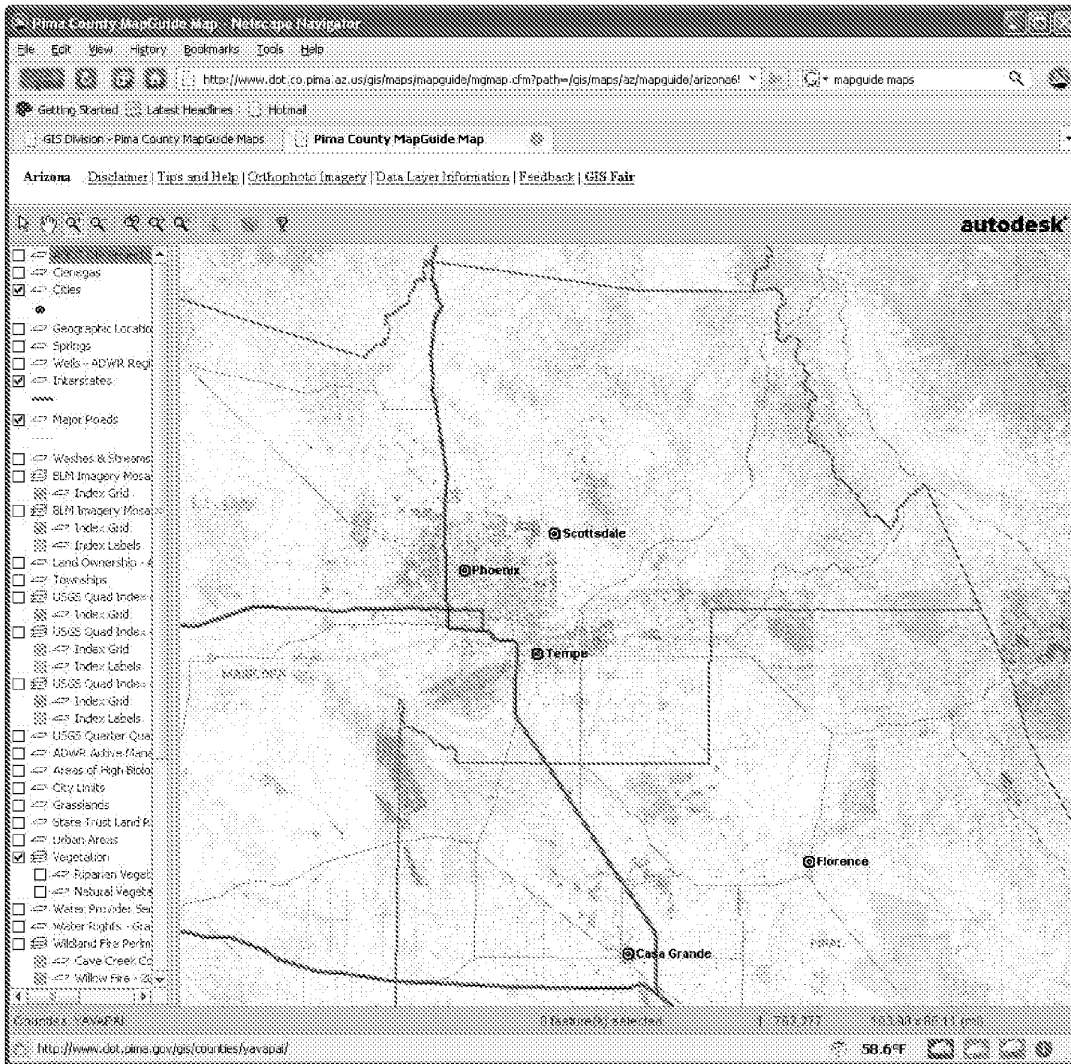 Pima County MapGuide Map - Netscape Navigator
File Edit View History Bookmarks Tools Help
http://www.dot.co.pima.az.us/gis/maps/mapguide/mgmap.cfm?path=/gis/maps/az/mapguide/arizona6!
mapguide maps
Getting Started Latest Headlines Hotmail
GIS Division - Pima County MapGuide Maps
Pima County MapGuide Map
Arizona Disclaimer | Tips and Help | Orthophoto Imagery | Data Layer Information | Feedback | GIS Fair
autodesk
Cienegas
Cities
Geographic Locatio
Springs
Wells - ADWR Regi
Interstates
Major Roads
Washes & Streams
BLM Imagery Mosa
Index Grid
BLM Imagery Mosa
Index Grid
Index Labels
Land Ownership -
Townships
USGS Quad Index
Index Grid
USGS Quad Index
Index Grid
Index Labels
USGS Quad Index
Index Grid
Index Labels
USGS Quarter Qua
ADWR Active Mana
Areas of High Biolo
City Limits
Grasslands
State Trust Land R
Urban Areas
Vegetation
Riparian Vegat
Natural Vegeta
Water Provider Ser
Water Rights - Gra
Wildland Fire Perim
Cave Creek Co
Willow Fire - 20
Scottsdale
Phoenix
Tempe
MARICOPA
Florence
Casa Grande
PINAL
Counties: YAVAPAI
0 feature(s) selected
http://www.dot.pima.gov/gis/counties/yavapai/
58.6°F